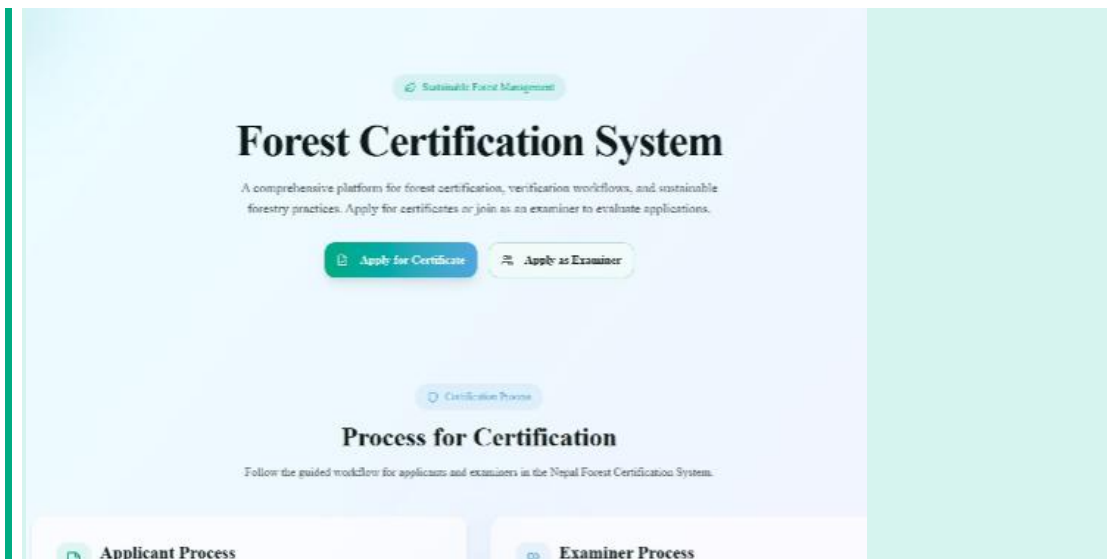 Sustainable Forest Management
Forest Certification System
A comprehensive platform for forest certification, verification workflows, and sustainable
forestry practices. Apply for certificates or join as an examiner to evaluate applications.
Apply for Certificate
Apply as Examiner
Certification Process
Process for Certification
Follow the guided workflow for applicants and examiners in the Nepal Forest Certification System.
Applicant Process
Examiner Process